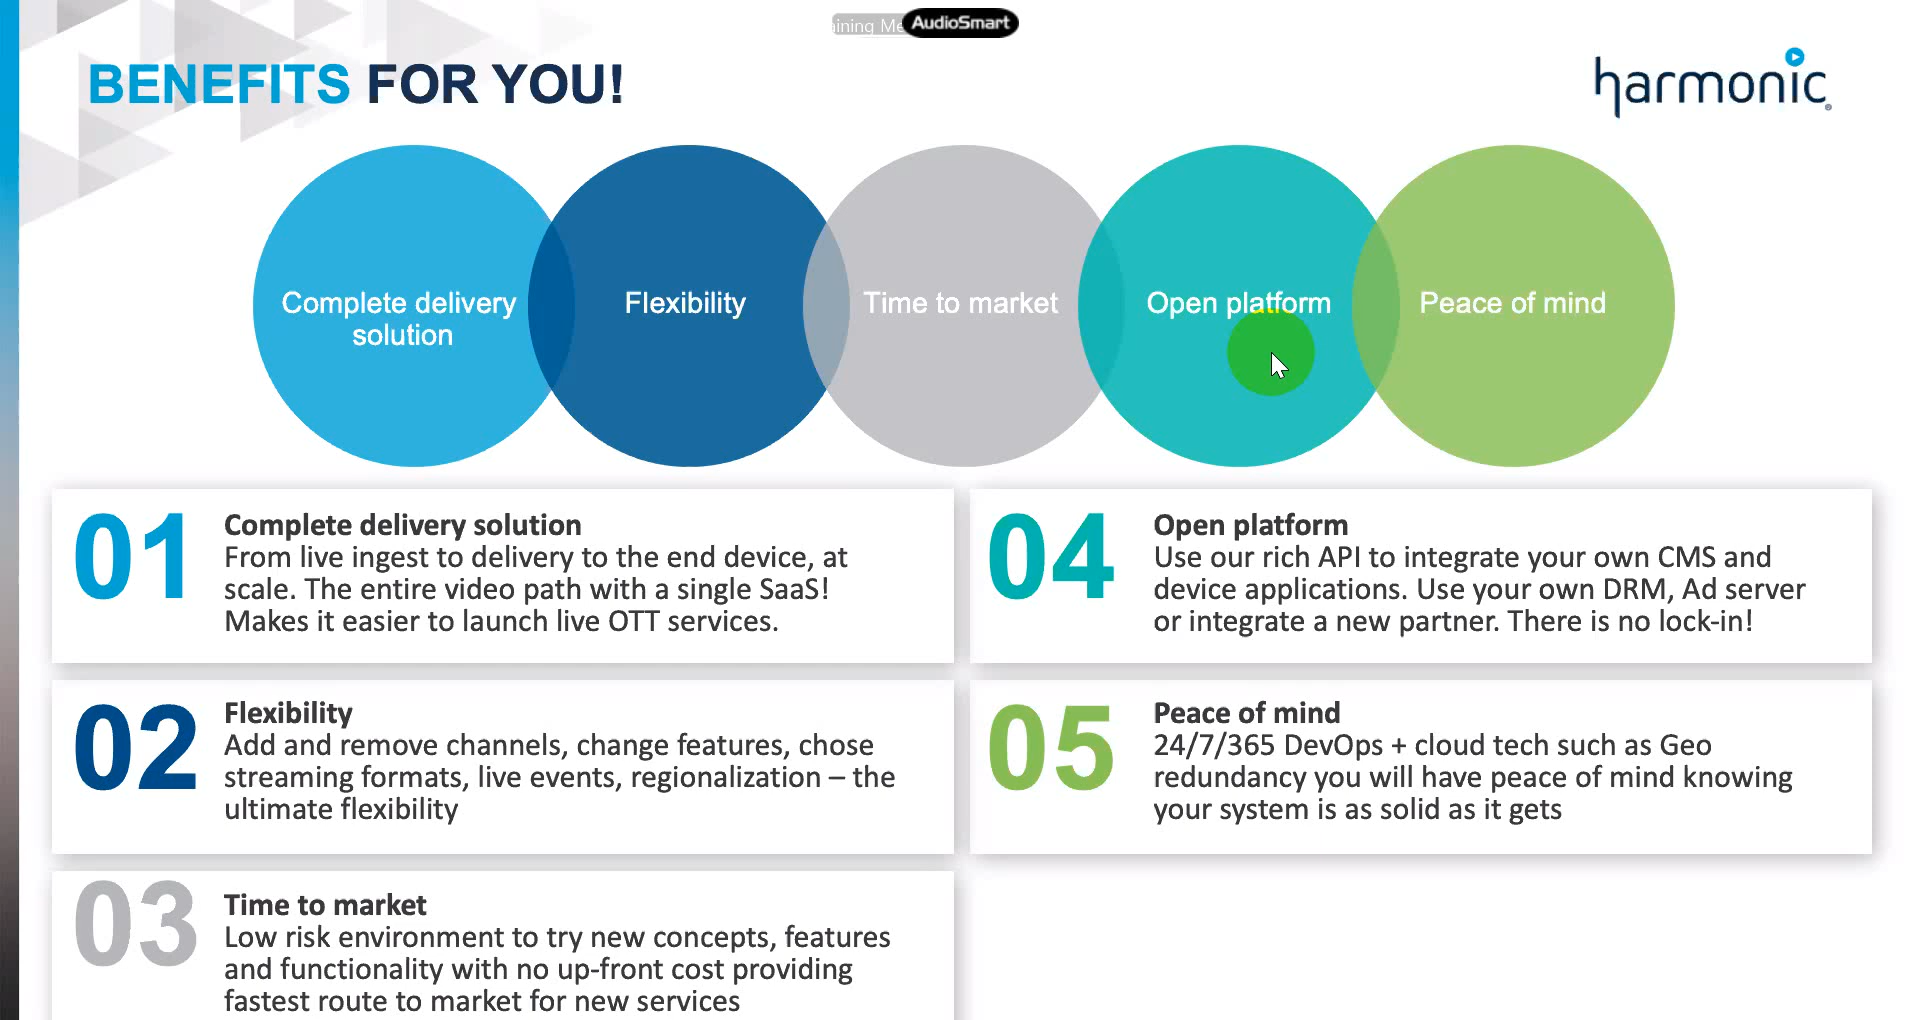 AudioSmart
BENEFITS FOR YOU!
harmonic
Complete delivery
solution
Flexibility
Time to market
Open platform
Peace of mind
01
Complete delivery solution
From live ingest to delivery to the end device, at
scale. The entire video path with a single SaaS!
Makes it easier to launch live OTT services.
02
Flexibility
Add and remove channels, change features, chose
streaming formats, live events, regionalization – the
ultimate flexibility
03
Time to market
Low risk environment to try new concepts, features
and functionality with no up-front cost providing
fastest route to market for new services
04
Open platform
Use our rich API to integrate your own CMS and
device applications. Use your own DRM, Ad server
or integrate a new partner. There is no lock-in!
05
Peace of mind
24/7/365 DevOps + cloud tech such as Geo
redundancy you will have peace of mind knowing
your system is as solid as it gets